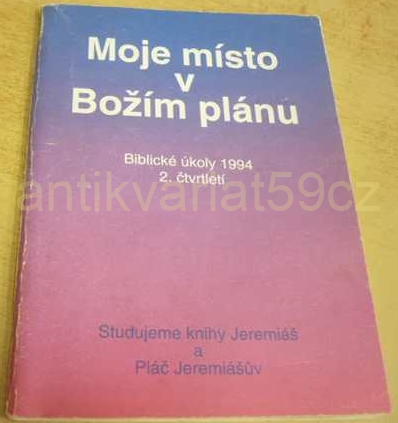 Moje místo
v
Božím plánu
Biblické úkoly 1994
2. čtvrtletí
antikvariat59cz
Studujeme knihy Jeremiáš
a
Pláč Jeremiášův